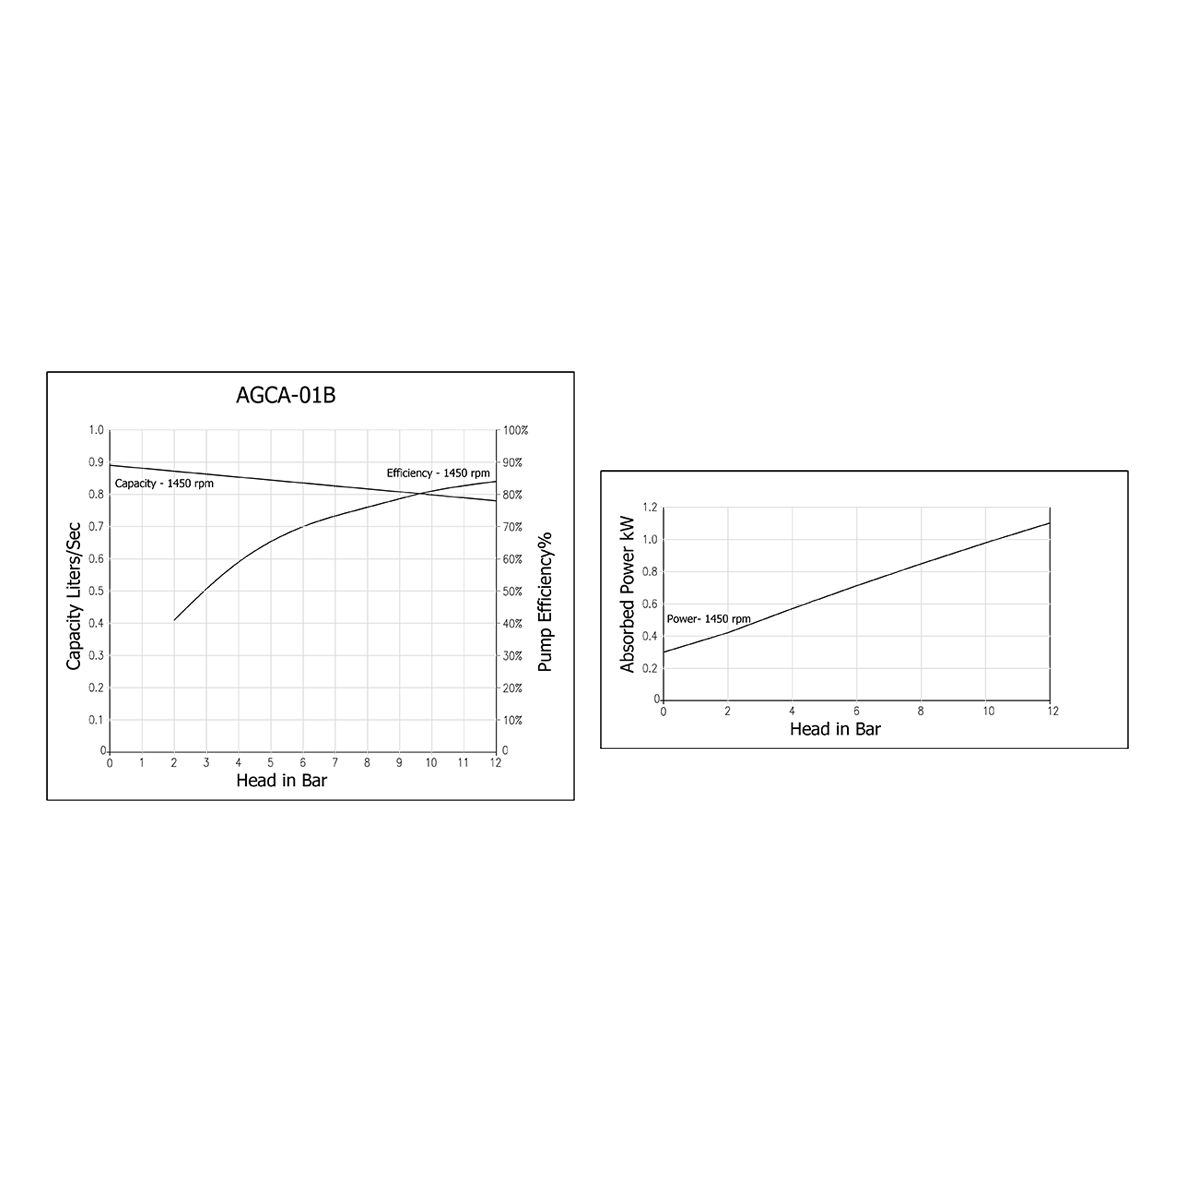 AGCA-01B
1.0
0.9
0.8
0.7
0.6
0.5
0.4
0.3
0.2
0.1
0
Capacity Liters/Sec
Capacity - 1450 rpm
Efficiency - 1450 rpm
100%
90%
80%
70%
60%
50%
40%
30%
20%
10%
0
Pump Efficiency%
0 1 2 3 4 5 6 7 8 9 10 11 12
Head in Bar
1.2
1.0
0.8
0.6
0.4
0.2
0
Absorbed Power kW
Power- 1450 rpm
0 2 4 6 8 10 12
Head in Bar